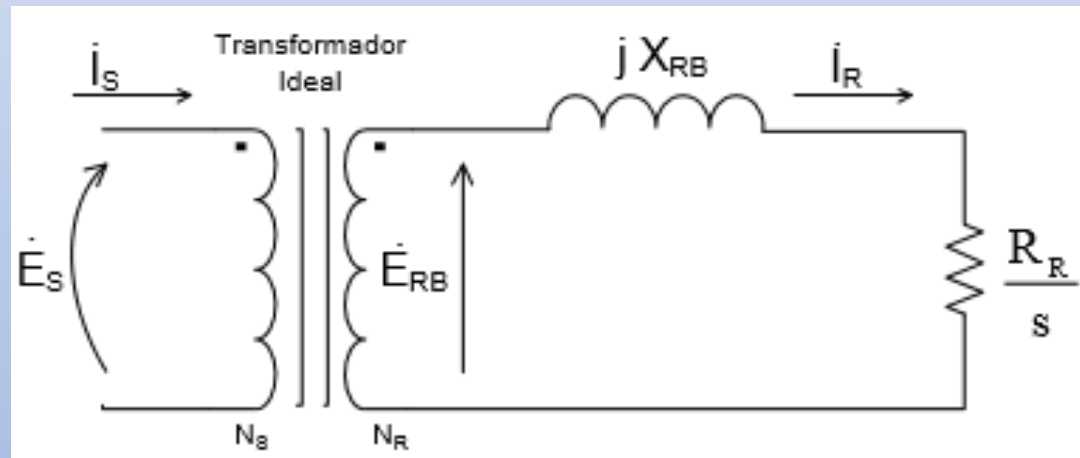 Transformador
Ideal
İS
j XRB
İR
ĖS
ĖRB
RR
s
NS
NR